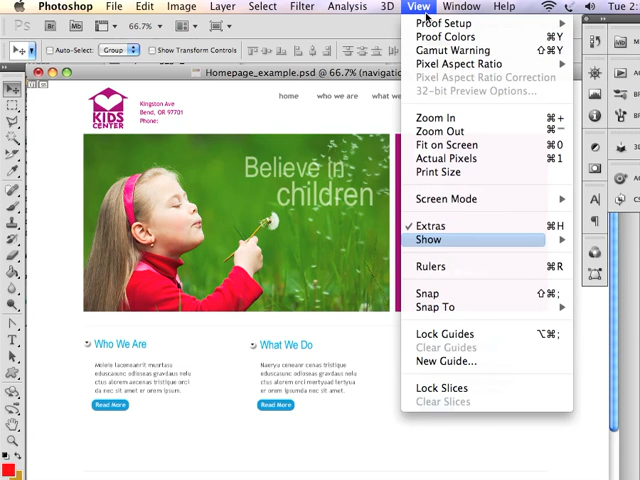 Photoshop File Edit Image Layer Select Filter Analysis 3D View Window Help Tue 2:
Auto-Select: Group Show Transform Controls
66.7%
Homepage_example.psd @ 66.7% (navigatio
KIDS CENTER
Kingston Ave
Bend, OR 97701
Phone:
home who we are what we
Believe in
children
Who We Are
What We Do
Read More
Read More
Proof Setup
Proof Colors ⌘Y
Gamut Warning ⇧⌘Y
Pixel Aspect Ratio
Pixel Aspect Ratio Correction
32-bit Preview Options...
Zoom In ⌘+
Zoom Out ⌘−
Fit on Screen ⌘0
Actual Pixels ⌘1
Print Size
Screen Mode
✓ Extras ⌘H
Show
Rulers ⌘R
Snap ⇧⌘;
Snap To
Lock Guides ⌥⌘;
Clear Guides
New Guide...
Lock Slices
Clear Slices